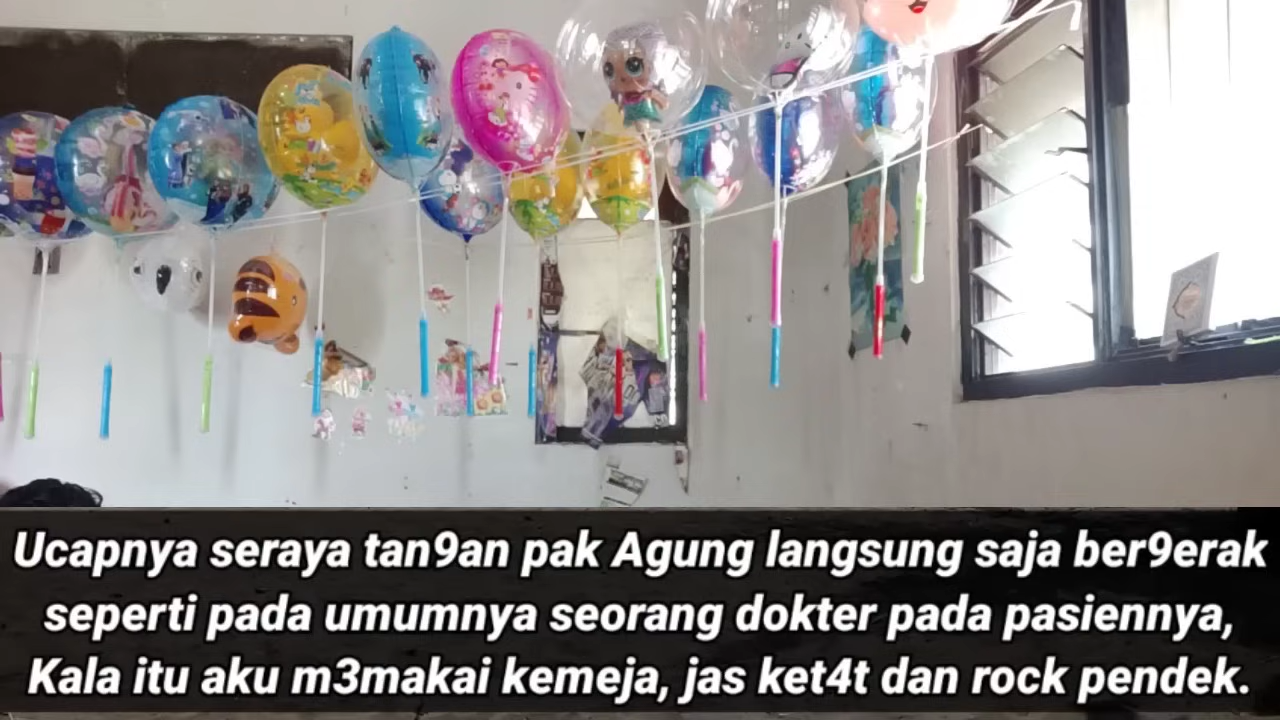 Ucapnya seraya tan9an pak Agung langsung saja ber9erak
seperti pada umumnya seorang dokter pada pasiennya,
Kala itu aku m3makai kemeja, jas ket4t dan rock pendek.